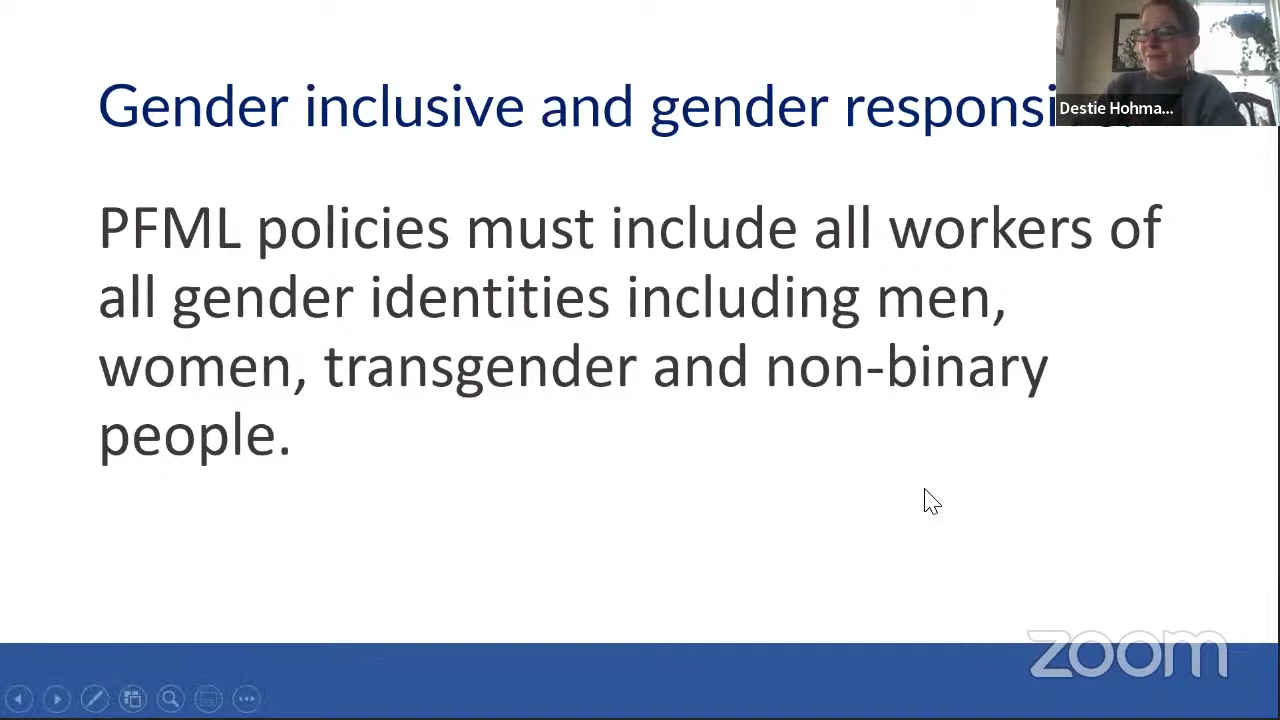 Gender inclusive and gender responsi
Destie Hohma...
PFML policies must include all workers of
all gender identities including men,
women, transgender and non-binary
people.
zoom